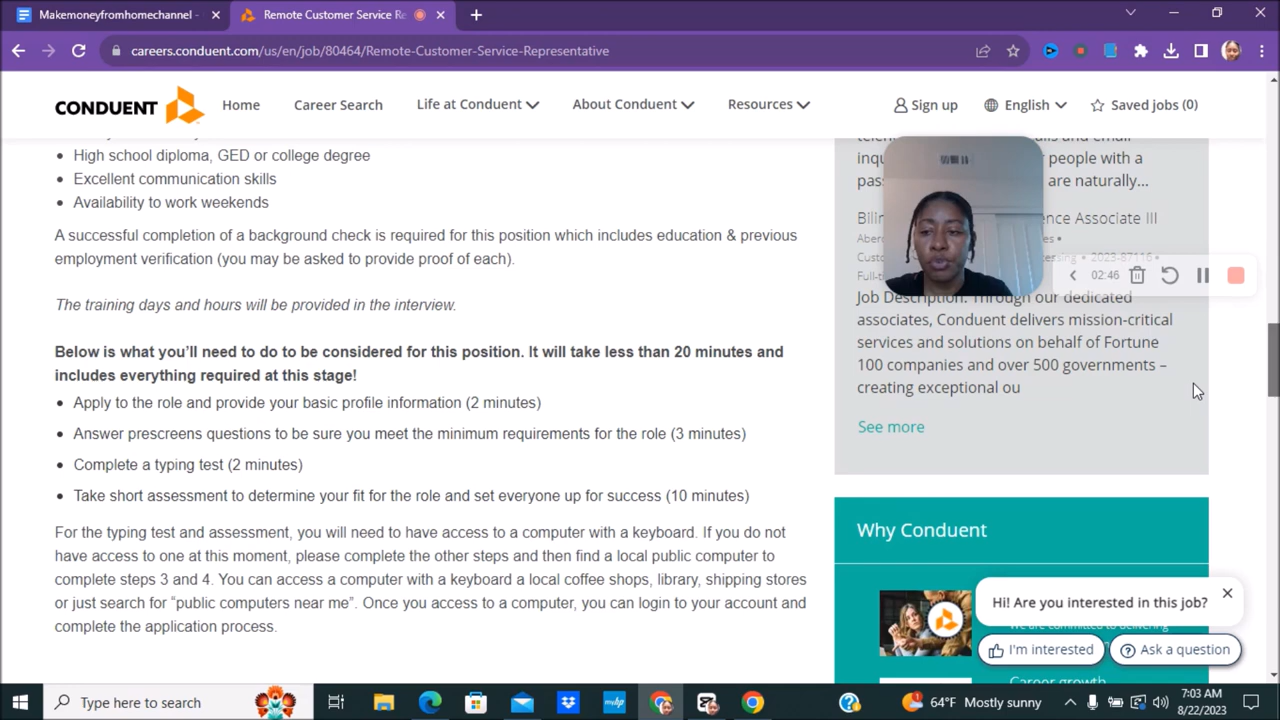 Makemoneyfromhomechannel -
Remote Customer Service Re
careers.conduent.com/us/en/job/80464/Remote-Customer-Service-Representative
CONDUENT
Home
Career Search
Life at Conduent
About Conduent
Resources
Sign up
English
Saved jobs (0)
High school diploma, GED or college degree
Excellent communication skills
Availability to work weekends
A successful completion of a background check is required for this position which includes education & previous
employment verification (you may be asked to provide proof of each).
The training days and hours will be provided in the interview.
Below is what you’ll need to do to be considered for this position. It will take less than 20 minutes and
includes everything required at this stage!
Apply to the role and provide your basic profile information (2 minutes)
Answer prescreens questions to be sure you meet the minimum requirements for the role (3 minutes)
Complete a typing test (2 minutes)
Take short assessment to determine your fit for the role and set everyone up for success (10 minutes)
For the typing test and assessment, you will need to have access to a computer with a keyboard. If you do not
have access to one at this moment, please complete the other steps and then find a local public computer to
complete steps 3 and 4. You can access a computer with a keyboard a local coffee shops, library, shipping stores
or just search for “public computers near me”. Once you access to a computer, you can login to your account and
complete the application process.
and email
people with a
are naturally...
Associate III
2023-87116
02:46
Job Description: Through our dedicated
associates, Conduent delivers mission-critical
services and solutions on behalf of Fortune
100 companies and over 500 governments –
creating exceptional ou
See more
Why Conduent
Hi! Are you interested in this job?
We are committed to delivering
I'm interested
Ask a question
Career growth
Type here to search
64°F Mostly sunny
7:03 AM
8/22/2023